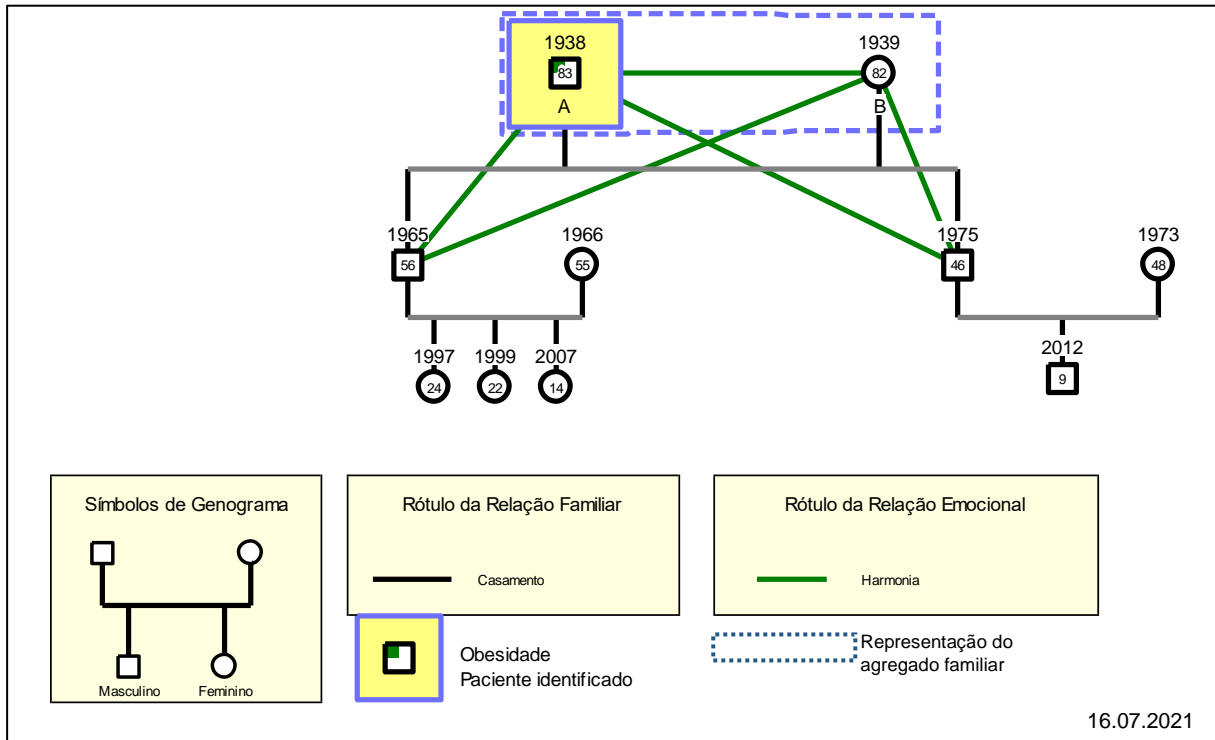 1938
1939
83
82
A
B
1965
1966
1975
1973
56
55
46
48
1997
1999
2007
2012
24
22
14
9
Símbolos de Genograma
Masculino
Feminino
Rótulo da Relação Familiar
Casamento
Rótulo da Relação Emocional
Harmonia
Obesidade
Paciente identificado
Representação do
agregado familiar
16.07.2021